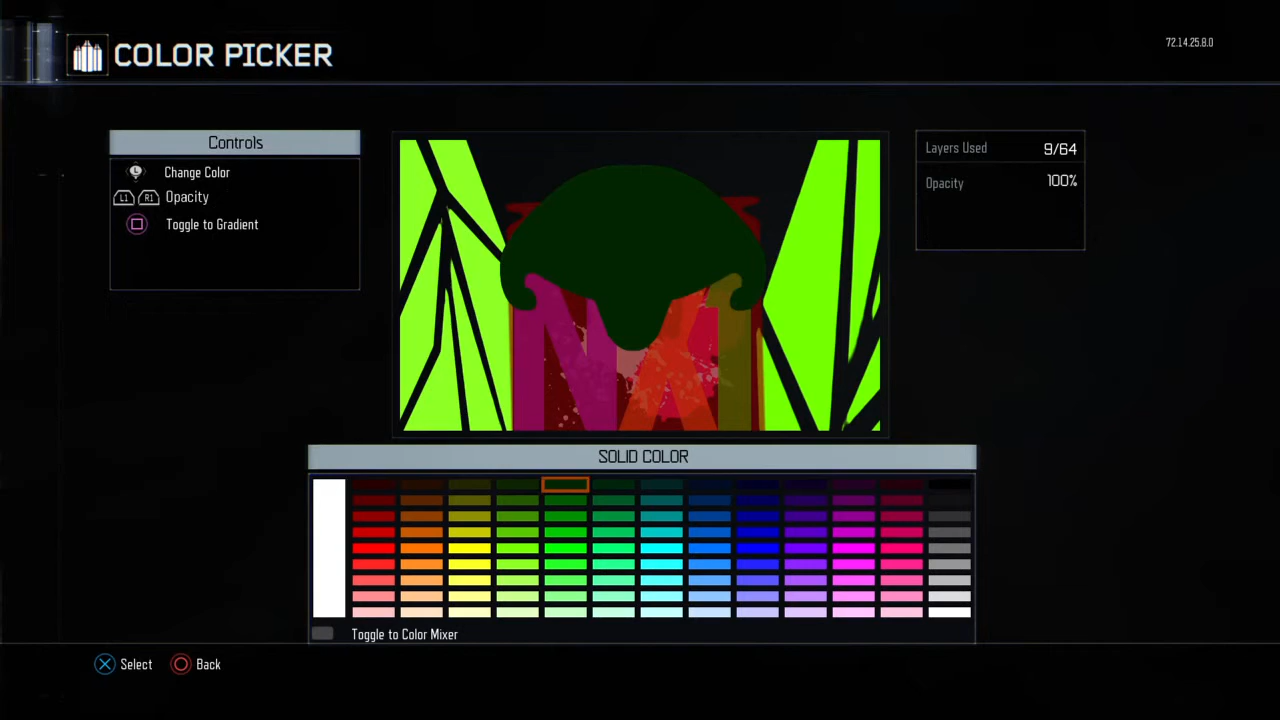 COLOR PICKER
72.14.25.8.0
Controls
L Change Color
L1 R1 Opacity
Toggle to Gradient
Layers Used 9/64
Opacity 100%
SOLID COLOR
Toggle to Color Mixer
Select Back